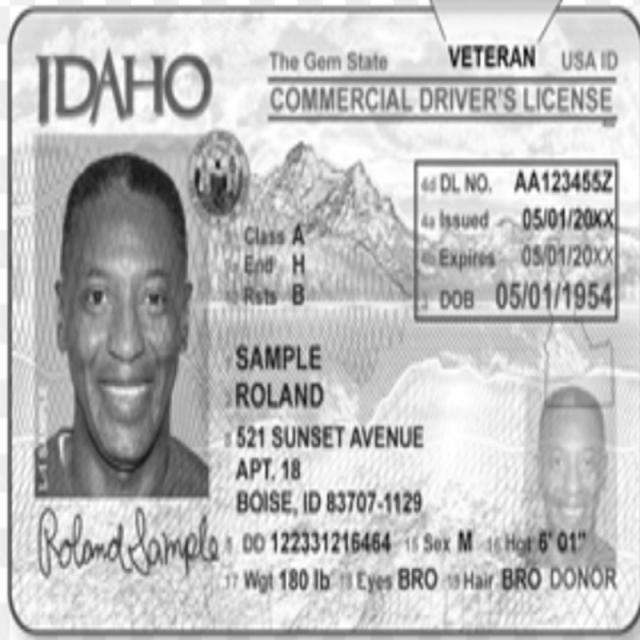 VETERAN
IDAHO
The Gem State
USA ID
COMMERCIAL DRIVER'S LICENSE
4d DL NO. AA123455Z
4a Issued 05/01/20XX
4b Expires 05/01/20XX
3 DOB 05/01/1954
9 Class A
9a End H
12 Rsts B
SAMPLE
ROLAND
8 521 SUNSET AVENUE
APT. 18
BOISE, ID 83707-1129
5 DD 122331216464 15 Sex M 16 Hgt 6' 01"
17 Wgt 180 lb 18 Eyes BRO 19 Hair BRO DONOR
Roland Sample